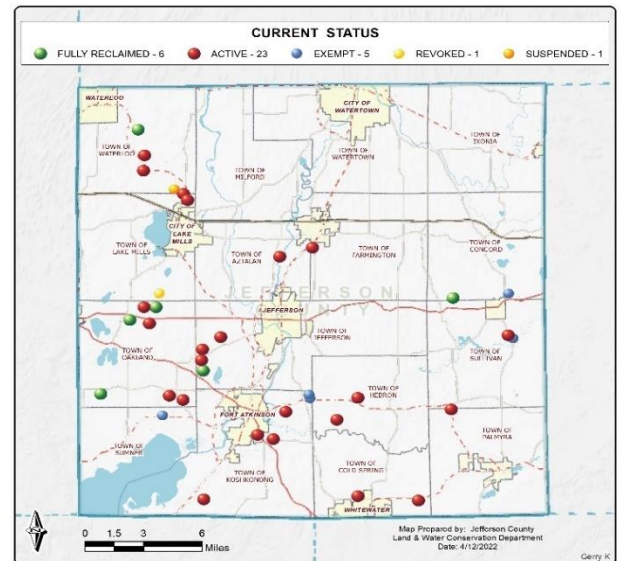 CURRENT STATUS
FULLY RECLAIMED - 6 ACTIVE - 23 EXEMPT - 5 REVOKED - 1 SUSPENDED - 1
WATERLOO
CITY OF
WATERTOWN
TOWN OF
WATERLOO
TOWN OF
MILFORD
TOWN OF
WATERTOWN
TOWN OF
IXONIA
CITY OF
LAKE
MILLS
TOWN OF
LAKE MILLS
TOWN OF
AZTALAN
TOWN OF
FARMINGTON
TOWN OF
CONCORD
JEFFERSON
COUNTY
JEFFERSON
TOWN OF
JEFFERSON
TOWN OF
OAKLAND
TOWN OF
SULLIVAN
TOWN OF
HEBRON
FORT ATKINSON
TOWN OF
SUMNER
TOWN OF
PALMYRA
TOWN OF
KOSHKONONG
TOWN OF
COLD SPRING
WHITEWATER
0 1.5 3 6
Miles
Map Prepared by: Jefferson County
Land & Water Conservation Department
Date: 4/12/2022
Gerry K